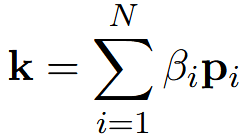 k = ∑_{i=1}^{N} β_i p_i